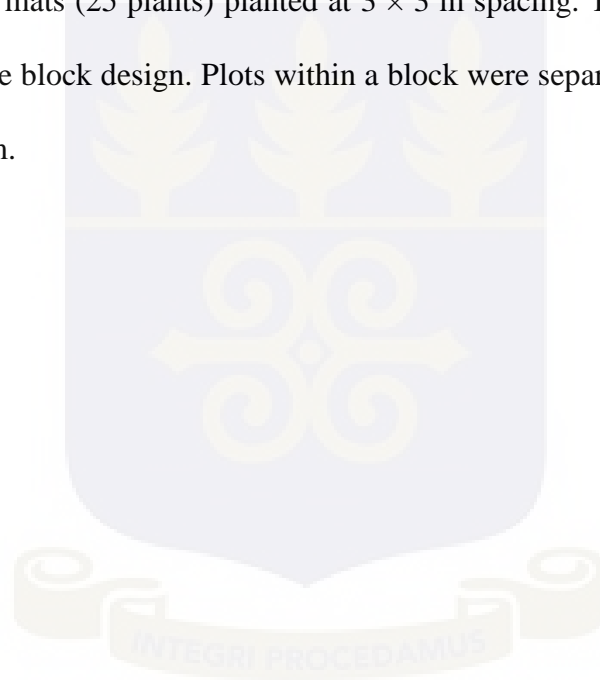 mats (25 plants) planted at 3 × 3 m spacing.
e block design. Plots within a block were separ
n.
INTEGRI PROCEDAMUS